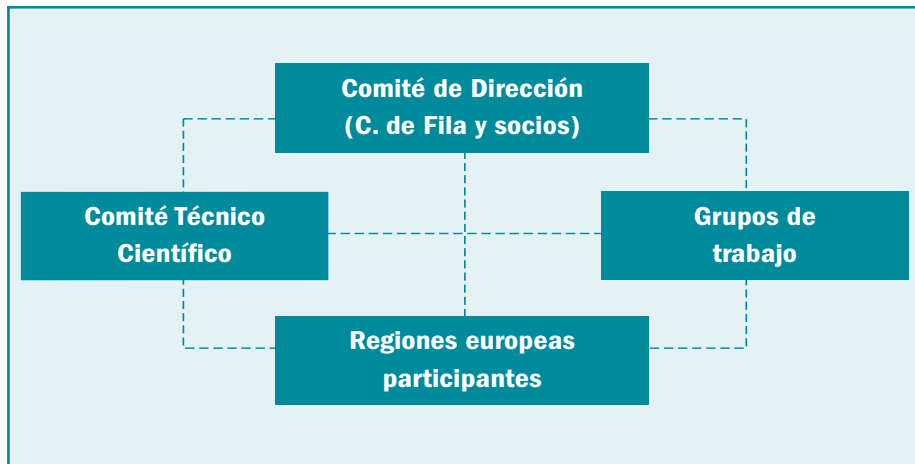 Comité de Dirección
(C. de Fila y socios)
Comité Técnico
Científico
Grupos de
trabajo
Regiones europeas
participantes